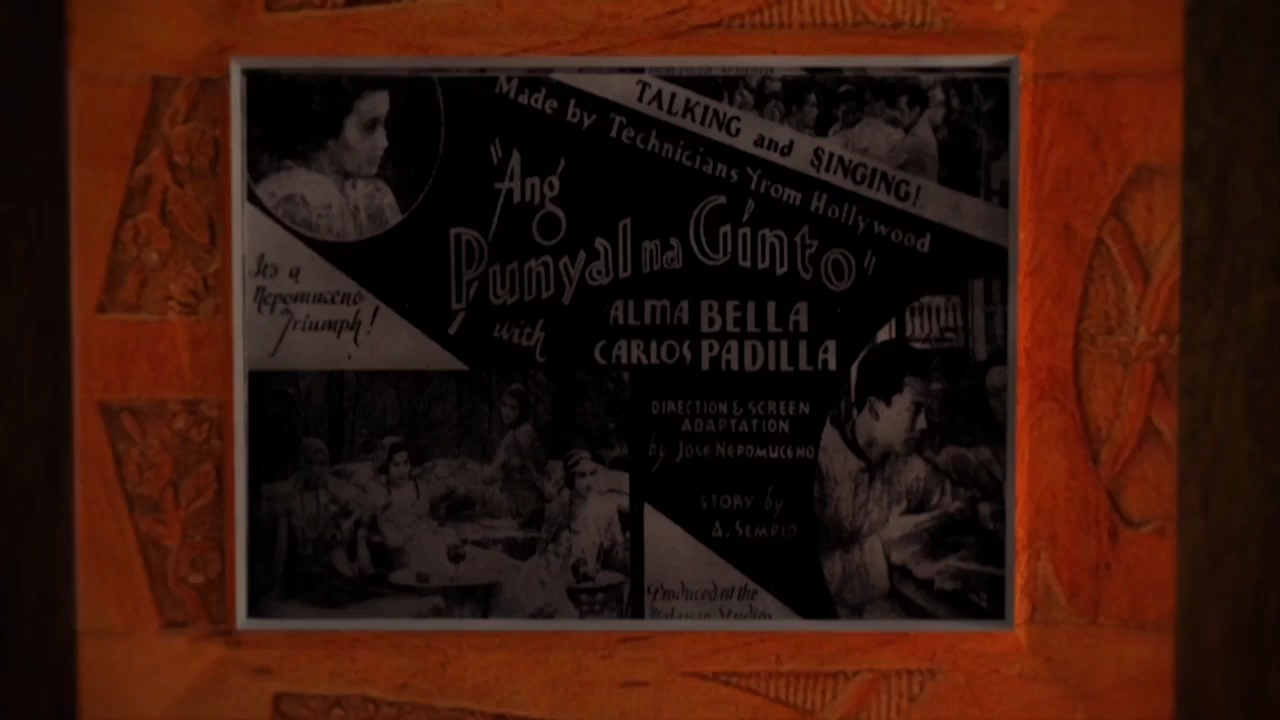 TALKING and SINGING!
Made by Technicians From Hollywood
"Ang
Punyal na Ginto"
It's a
Nepomuceno
Triumph!
with
ALMA BELLA
CARLOS PADILLA
DIRECTION & SCREEN
ADAPTATION
by JOSE NEPOMUCENO
STORY by
A. SEMPIO
Produced at the
Studios